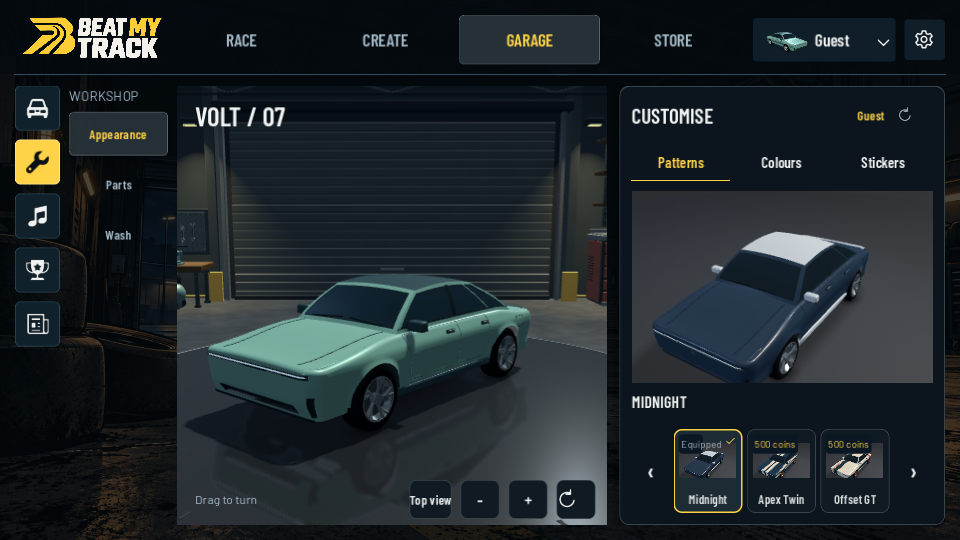 BEAT MY
TRACK
RACE
CREATE
GARAGE
STORE
Guest
WORKSHOP
Appearance
Parts
Wash
VOLT / 07
Drag to turn
Top view
-
+
CUSTOMISE
Guest
Patterns
Colours
Stickers
MIDNIGHT
Equipped
Midnight
500 coins
Apex Twin
500 coins
Offset GT